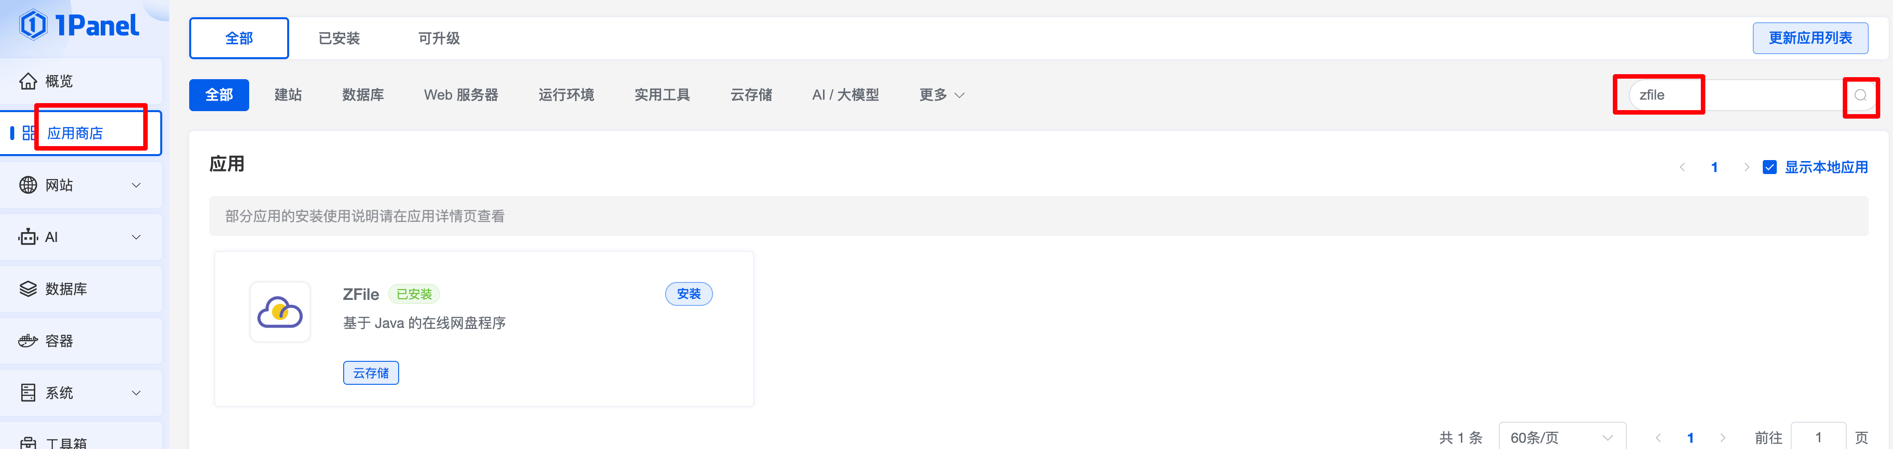 1Panel
概览
应用商店
网站
AI
数据库
容器
系统
工具箱
全部 已安装 可升级 更新应用列表
全部 建站 数据库 Web 服务器 运行环境 实用工具 云存储 AI / 大模型 更多 zfile
应用 1 显示本地应用
部分应用的安装使用说明请在应用详情页查看
ZFile 已安装 安装
基于 Java 的在线网盘程序
云存储
共 1 条 60条/页 1 前往 1 页